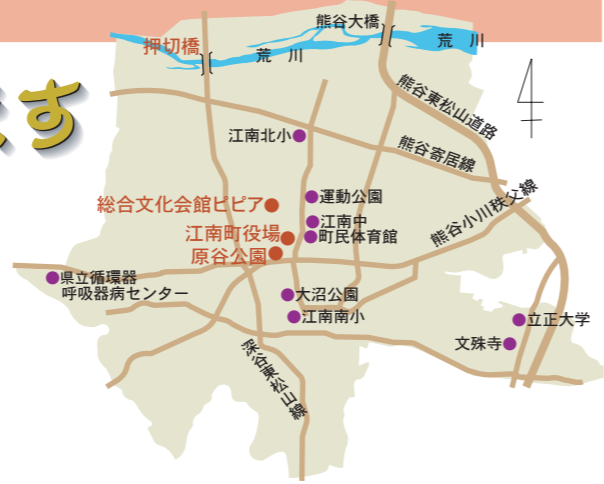 熊谷大橋
押切橋
荒　川
荒　川
す
熊谷東松山道路
江南北小
熊谷寄居線
運動公園
総合文化会館ピピア
熊谷小川秩父線
江南中
江南町役場
町民体育館
原谷公園
県立循環器
呼吸器病センター
大沼公園
江南南小
立正大学
文殊寺
深谷東松山線